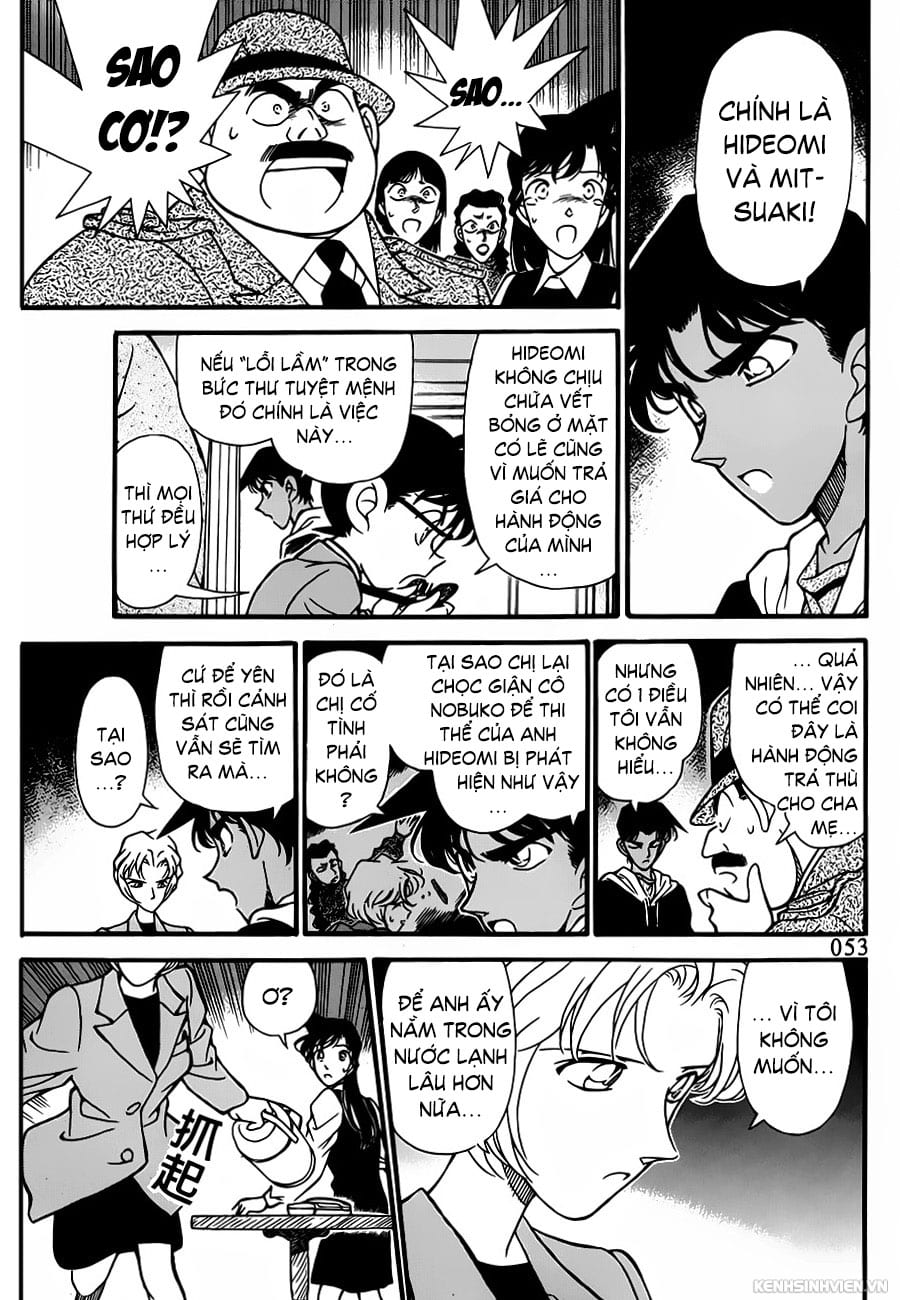 CHÍNH LÀ
HIDEOMI
VÀ MIT-
SUAKI!
SAO...
SAO
CƠ!?
HIDEOMI
KHÔNG CHỊU
CHỮA VẾT
BỎNG Ở MẶT
CÓ LẼ CŨNG
VÌ MUỐN TRẢ
GIÁ CHO
HÀNH ĐỘNG
CỦA MÌNH
...
NẾU “LỖI LẦM” TRONG
BỨC THƯ TUYỆT MỆNH
ĐÓ CHÍNH LÀ VIỆC
NÀY...
THÌ MỌI
THỨ ĐỀU
HỢP LÝ
...
... QUẢ
NHIÊN... VẬY
CÓ THỂ COI
ĐÂY LÀ
HÀNH ĐỘNG
TRẢ THÙ
CHO CHA
MẸ...
NHƯNG
CÓ 1 ĐIỀU
TÔI VẪN
KHÔNG
HIỂU...
TẠI SAO CHỊ LẠI
CHỌC GIẬN CÔ
NOBUKO ĐỂ THI
THỂ CỦA ANH
HIDEOMI BỊ PHÁT
HIỆN NHƯ VẬY
...
ĐÓ LÀ
CHỊ CỐ
TÌNH
PHẢI
KHÔNG
?
CỨ ĐỂ YÊN
THÌ RỒI CẢNH
SÁT CŨNG
VẪN SẼ TÌM
RA MÀ...
TẠI
SAO
...?
053
... VÌ TÔI
KHÔNG
MUỐN...
ĐỂ ANH ẤY
NẰM TRONG
NƯỚC LẠNH
LÂU HƠN
NỮA...
Ơ?
抓起
KENHSINHVIEN.VN